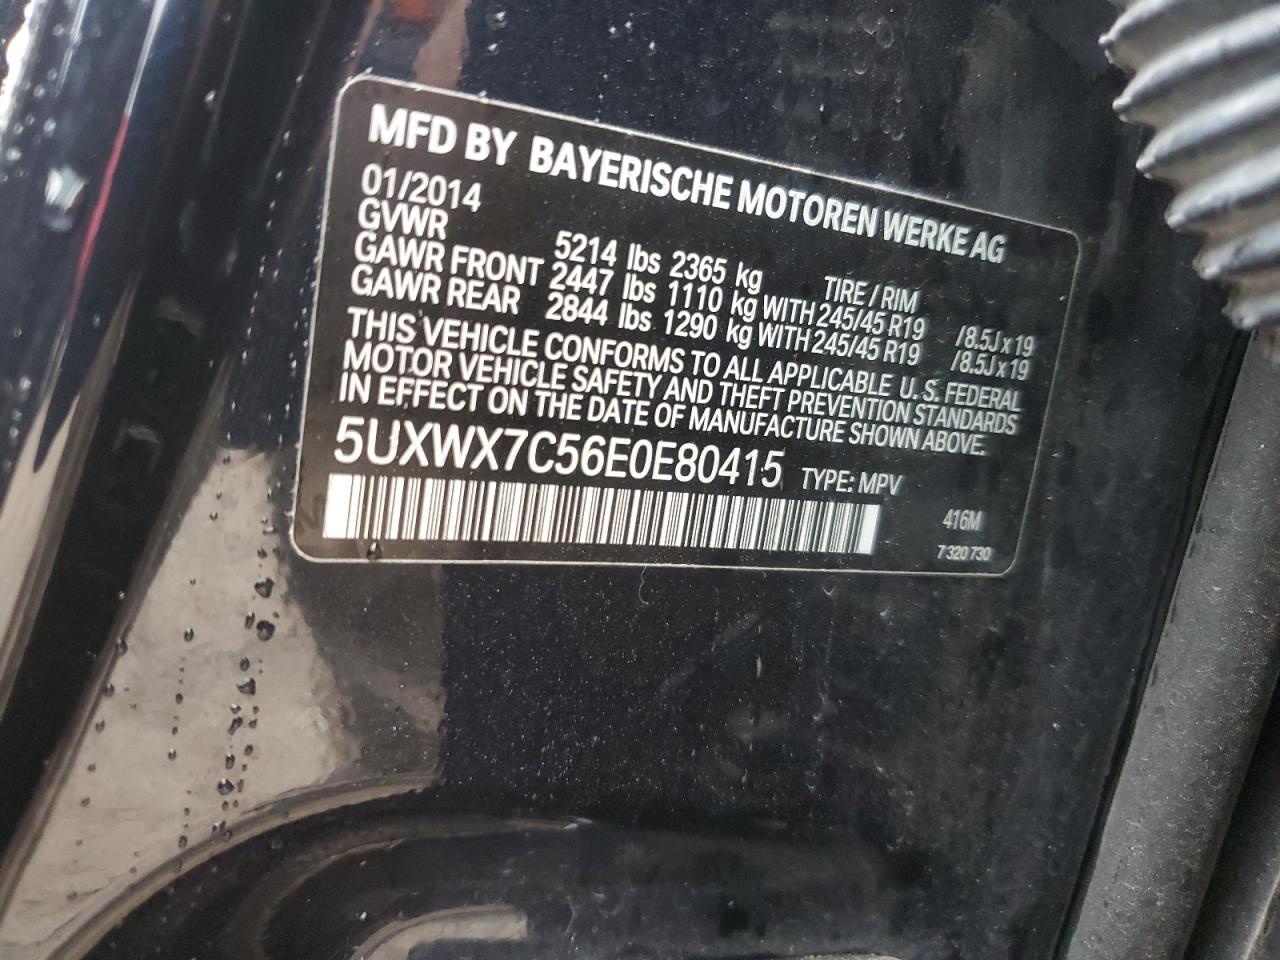 MFD BY BAYERISCHE MOTOREN WERKE AG
01/2014
GVWR 5214 lbs 2365 kg TIRE / RIM
GAWR FRONT 2447 lbs 1110 kg WITH 245/45 R19 /8.5J x 19
GAWR REAR 2844 lbs 1290 kg WITH 245/45 R19 /8.5J x 19
THIS VEHICLE CONFORMS TO ALL APPLICABLE U. S. FEDERAL
MOTOR VEHICLE SAFETY AND THEFT PREVENTION STANDARDS
IN EFFECT ON THE DATE OF MANUFACTURE SHOWN ABOVE.
5UXWX7C56E0E80415 TYPE: MPV
416M
7 320 730